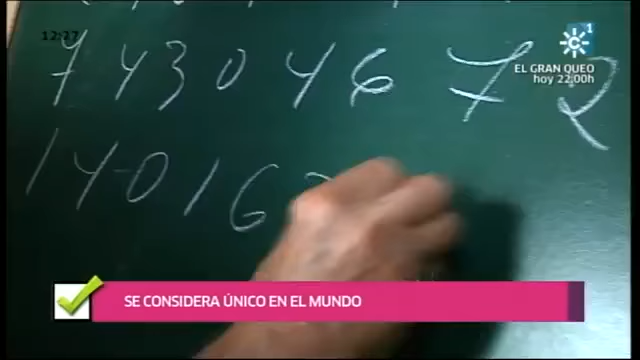 12:27
1
EL GRAN QUEO
hoy 22:00h
7 4 3 0 4 6 7 2
1 4 0 1 6
SE CONSIDERA ÚNICO EN EL MUNDO